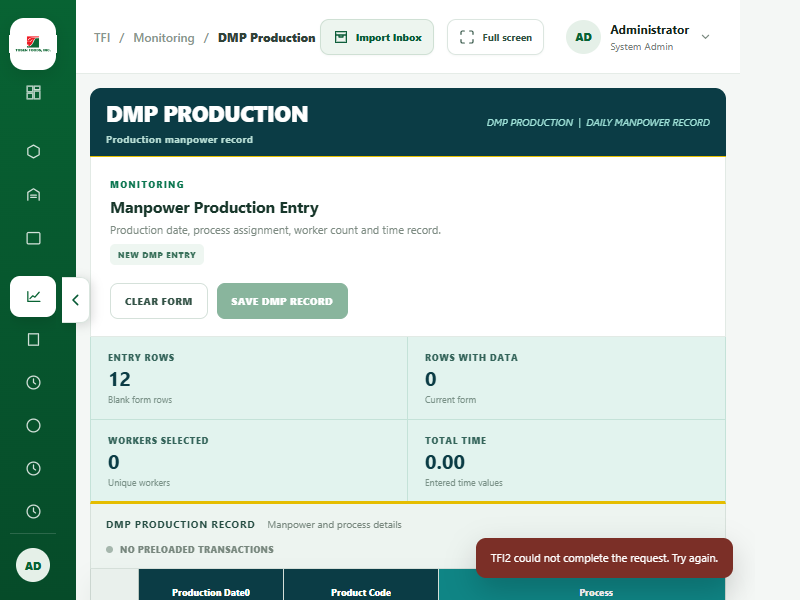 TFI / Monitoring / DMP Production
Import Inbox
Full screen
AD
Administrator
System Admin
DMP PRODUCTION
Production manpower record
DMP PRODUCTION | DAILY MANPOWER RECORD
MONITORING
Manpower Production Entry
Production date, process assignment, worker count and time record.
NEW DMP ENTRY
CLEAR FORM
SAVE DMP RECORD
ENTRY ROWS
12
Blank form rows
ROWS WITH DATA
0
Current form
WORKERS SELECTED
0
Unique workers
TOTAL TIME
0.00
Entered time values
DMP PRODUCTION RECORD Manpower and process details
NO PRELOADED TRANSACTIONS
TFI2 could not complete the request. Try again.
AD
Production Date0
Product Code
Process